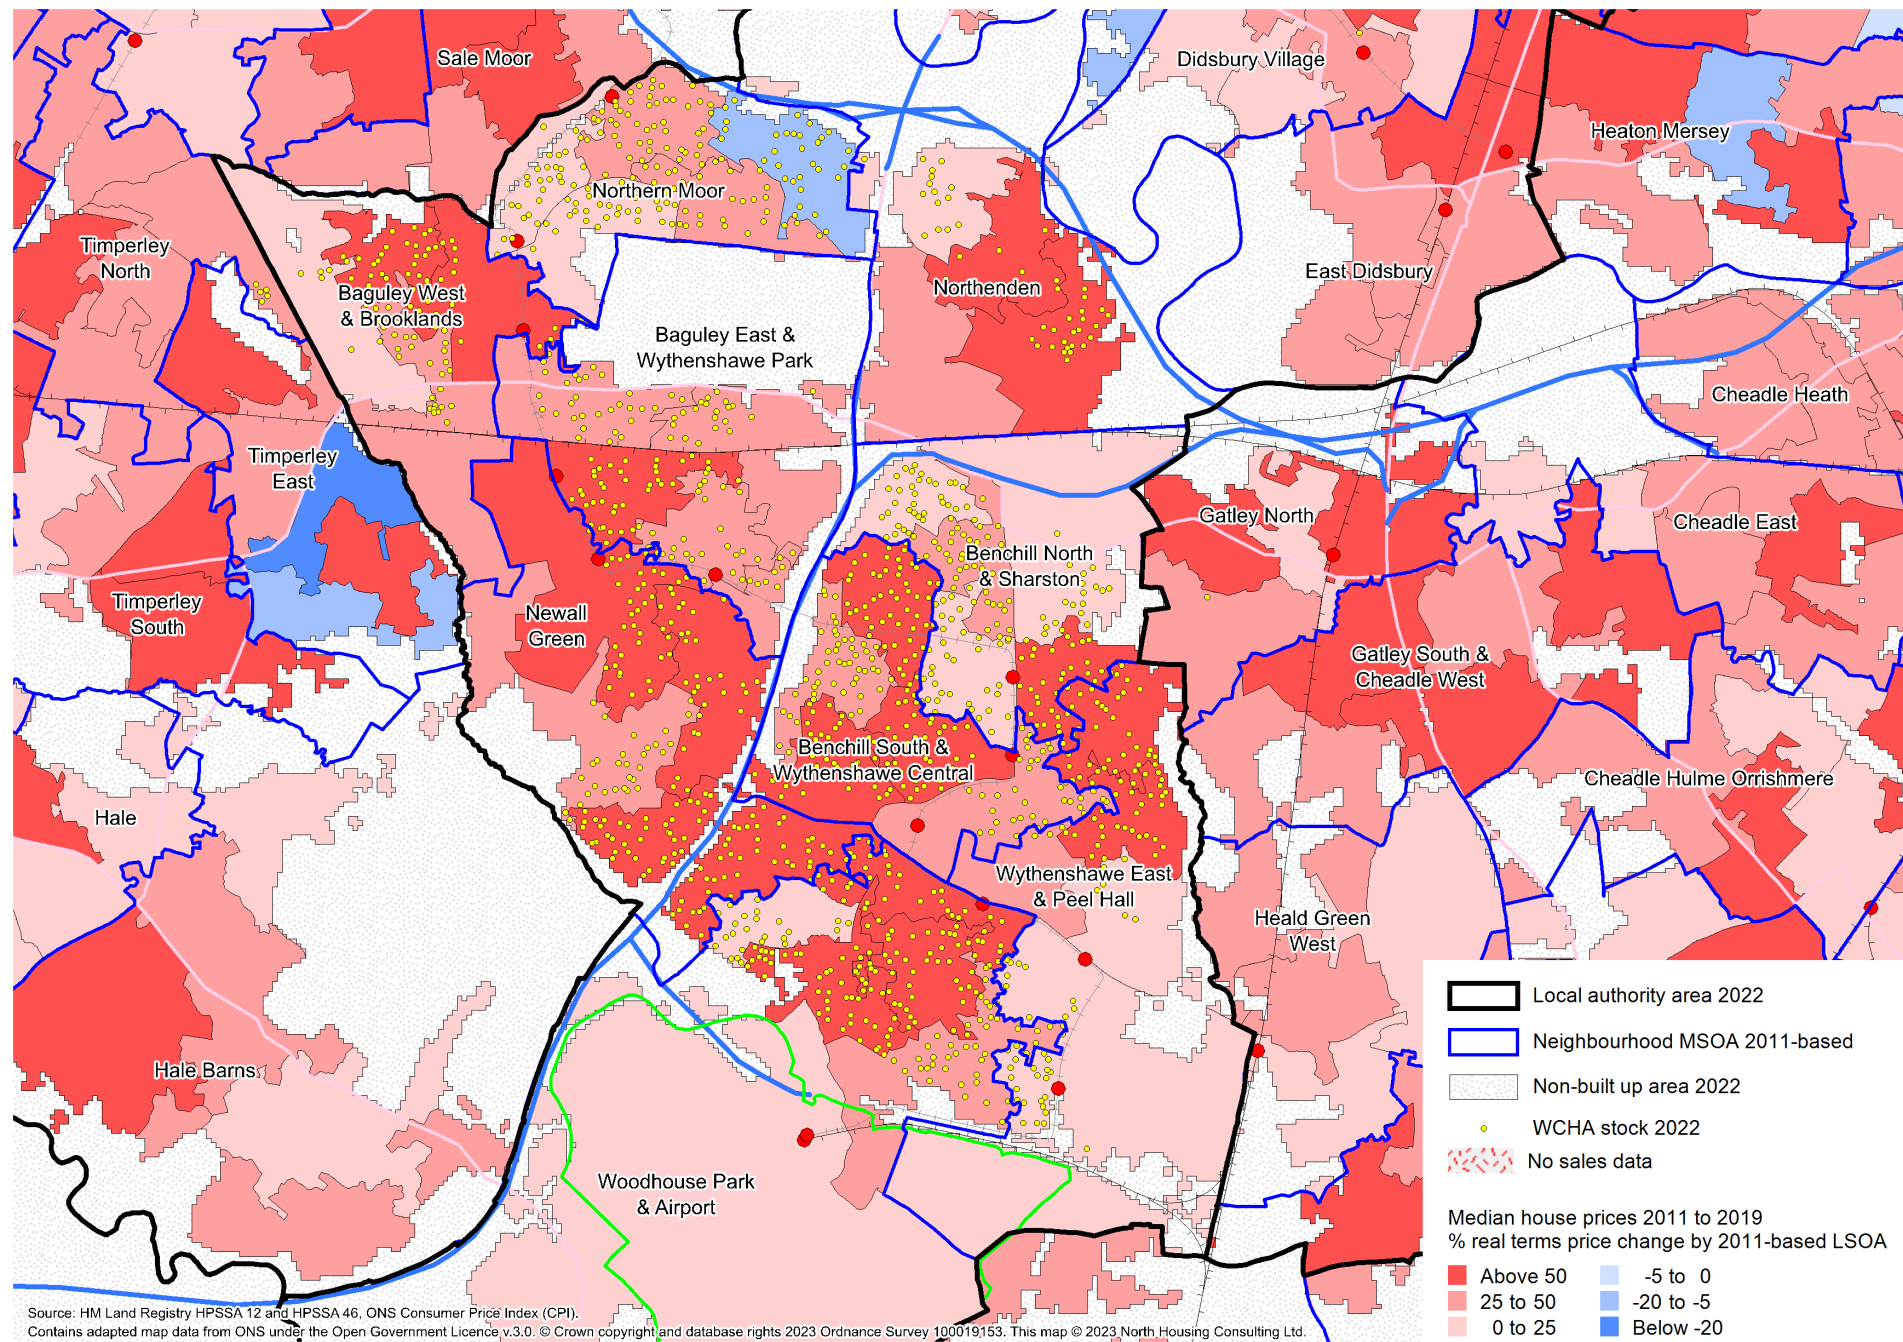 Sale Moor
Didsbury Village
Heaton Mersey
Northern Moor
Timperley
North
Baguley West
& Brooklands
Northenden
East Didsbury
Baguley East &
Wythenshawe Park
Cheadle Heath
Timperley
East
Gatley North
Cheadle East
Benchill North
& Sharston
Timperley
South
Newall
Green
Gatley South &
Cheadle West
Benchill South &
Wythenshawe Central
Cheadle Hulme Orrishmere
Hale
Wythenshawe East
& Peel Hall
Heald Green
West
Hale Barns
Woodhouse Park
& Airport
Local authority area 2022
Neighbourhood MSOA 2011-based
Non-built up area 2022
WCHA stock 2022
No sales data
Median house prices 2011 to 2019
% real terms price change by 2011-based LSOA
Above 50
-5 to 0
25 to 50
-20 to -5
0 to 25
Below -20
Source: HM Land Registry HPSSA 12 and HPSSA 46, ONS Consumer Price Index (CPI).
Contains adapted map data from ONS under the Open Government Licence v.3.0. © Crown copyright and database rights 2023 Ordnance Survey 100019153. This map © 2023 North Housing Consulting Ltd.